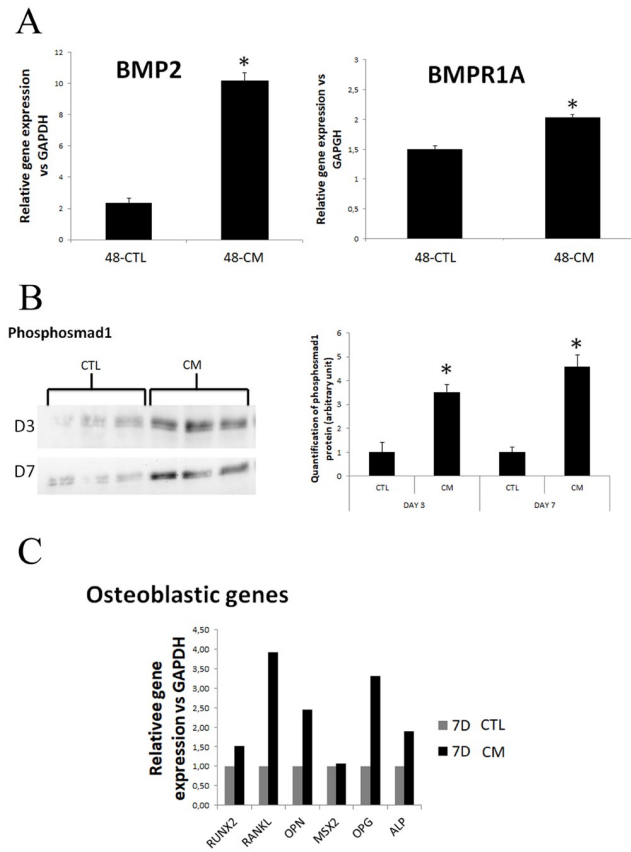 A
BMP2
Relative gene expression
vs GAPDH
12
10
8
6
4
2
0
*
48-CTL
48-CM
BMPR1A
Relative gene expression vs
GAPGH
3
2,5
2
1,5
1
0,5
0
*
48-CTL
48-CM
B
Phosphosmad1
CTL
CM
D3
D7
Quantification of phosphosmad1
protein (arbitrary unit)
6
5
4
3
2
1
0
*
*
CTL
CM
CTL
CM
DAY 3
DAY 7
C
Osteoblastic genes
Relativee gene
expression vs GAPDH
4,50
4,00
3,50
3,00
2,50
2,00
1,50
1,00
0,50
0,00
RUNX2
RANKL
OPN
MSX2
OPG
ALP
7D CTL
7D CM